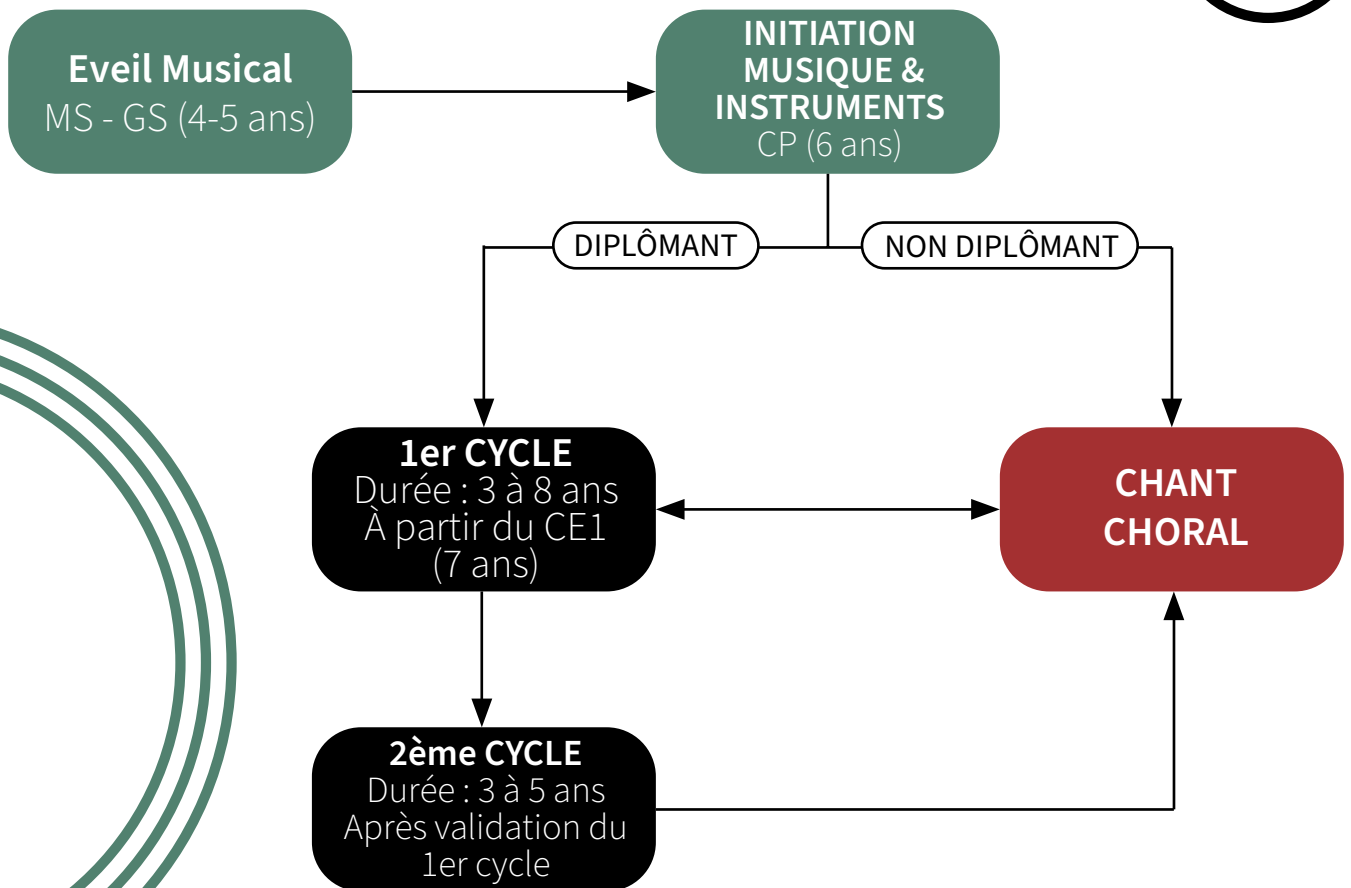 Eveil Musical
MS - GS (4-5 ans)
INITIATION
MUSIQUE &
INSTRUMENTS
CP (6 ans)
DIPLÔMANT
NON DIPLÔMANT
1er CYCLE
Durée : 3 à 8 ans
À partir du CE1
(7 ans)
CHANT
CHORAL
2ème CYCLE
Durée : 3 à 5 ans
Après validation du
1er cycle